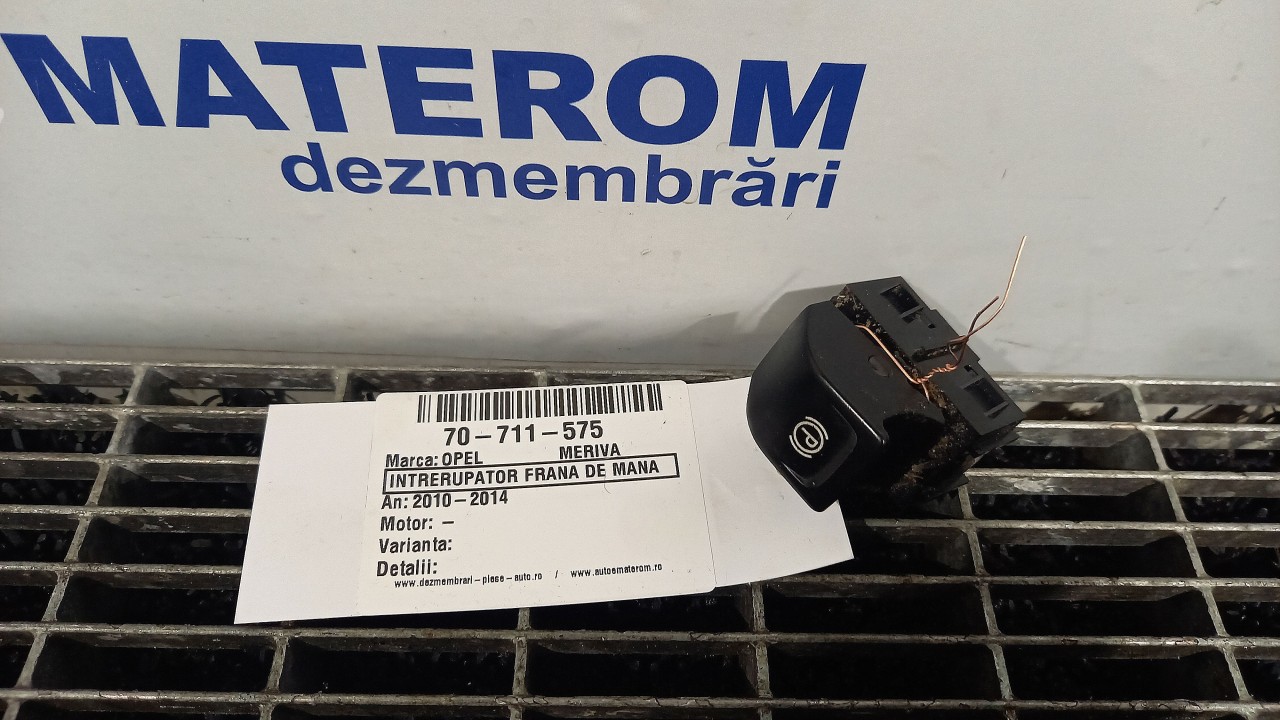 MATEROM
dezmembrări
70-711-575
Marca: OPEL MERIVA
INTRERUPATOR FRANA DE MANA
An: 2010-2014
Motor: -
Varianta:
Detalii:
www.dezmembrari-piese-auto.ro / www.autoematerom.ro
P